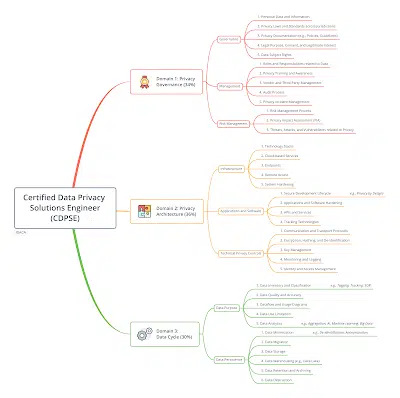 Certified Data Privacy
Solutions Engineer
(CDPSE)
ISACA
Domain 1: Privacy
Governance (34%)
Governance
1. Personal Data and Information
2. Privacy Laws and Standards across Jurisdictions
3. Privacy Documentation (e.g., Policies, Guidelines)
4. Legal Purpose, Consent, and Legitimate Interest
5. Data Subject Rights
Management
1. Roles and Responsibilities related to Data
2. Privacy Training and Awareness
3. Vendor and Third-Party Management
4. Audit Process
5. Privacy Incident Management
Risk Management
1. Risk Management Process
2. Privacy Impact Assessment (PIA)
3. Threats, Attacks, and Vulnerabilities related to Privacy
Domain 2: Privacy
Architecture (36%)
Infrastructure
1. Technology Stacks
2. Cloud-based Services
3. Endpoints
4. Remote Access
5. System Hardening
Applications and Software
1. Secure Development Lifecycle
e.g., Privacy by Design
2. Applications and Software Hardening
3. APIs and Services
4. Tracking Technologies
Technical Privacy Controls
1. Communication and Transport Protocols
2. Encryption, Hashing, and De-identification
3. Key Management
4. Monitoring and Logging
5. Identity and Access Management
Domain 3:
Data Cycle (30%)
Data Purpose
1. Data Inventory and Classification
e.g., Tagging, Tracking, SOR
2. Data Quality and Accuracy
3. Dataflow and Usage Diagrams
4. Data Use Limitation
5. Data Analytics
e.g., Aggregation, AI, Machine Learning, Big Data
Data Persistence
1. Data Minimization
e.g., De-identification, Anonymization
2. Data Migration
3. Data Storage
4. Data Warehousing (e.g., Data Lake)
5. Data Retention and Archiving
6. Data Destruction